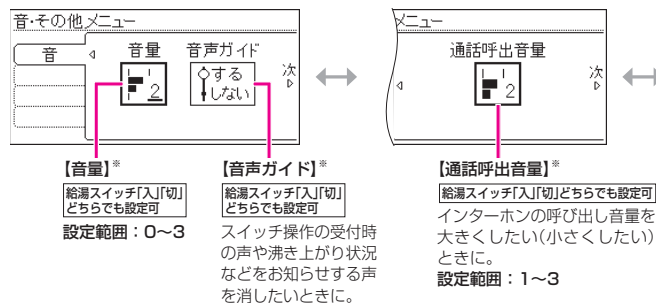 音・その他メニュー
音
音量
2
音声ガイド
する
しない
次
メニュー
通話呼出音量
2
次
【音量】※
給湯スイッチ「入」「切」
どちらでも設定可
設定範囲：0～3
【音声ガイド】※
給湯スイッチ「入」「切」
どちらでも設定可
スイッチ操作の受付時
の声や沸き上がり状況
などをお知らせする声
を消したいときに。
【通話呼出音量】※
給湯スイッチ「入」「切」どちらでも設定可
インターホンの呼び出し音量を
大きくしたい（小さくしたい）
ときに。
設定範囲：1～3